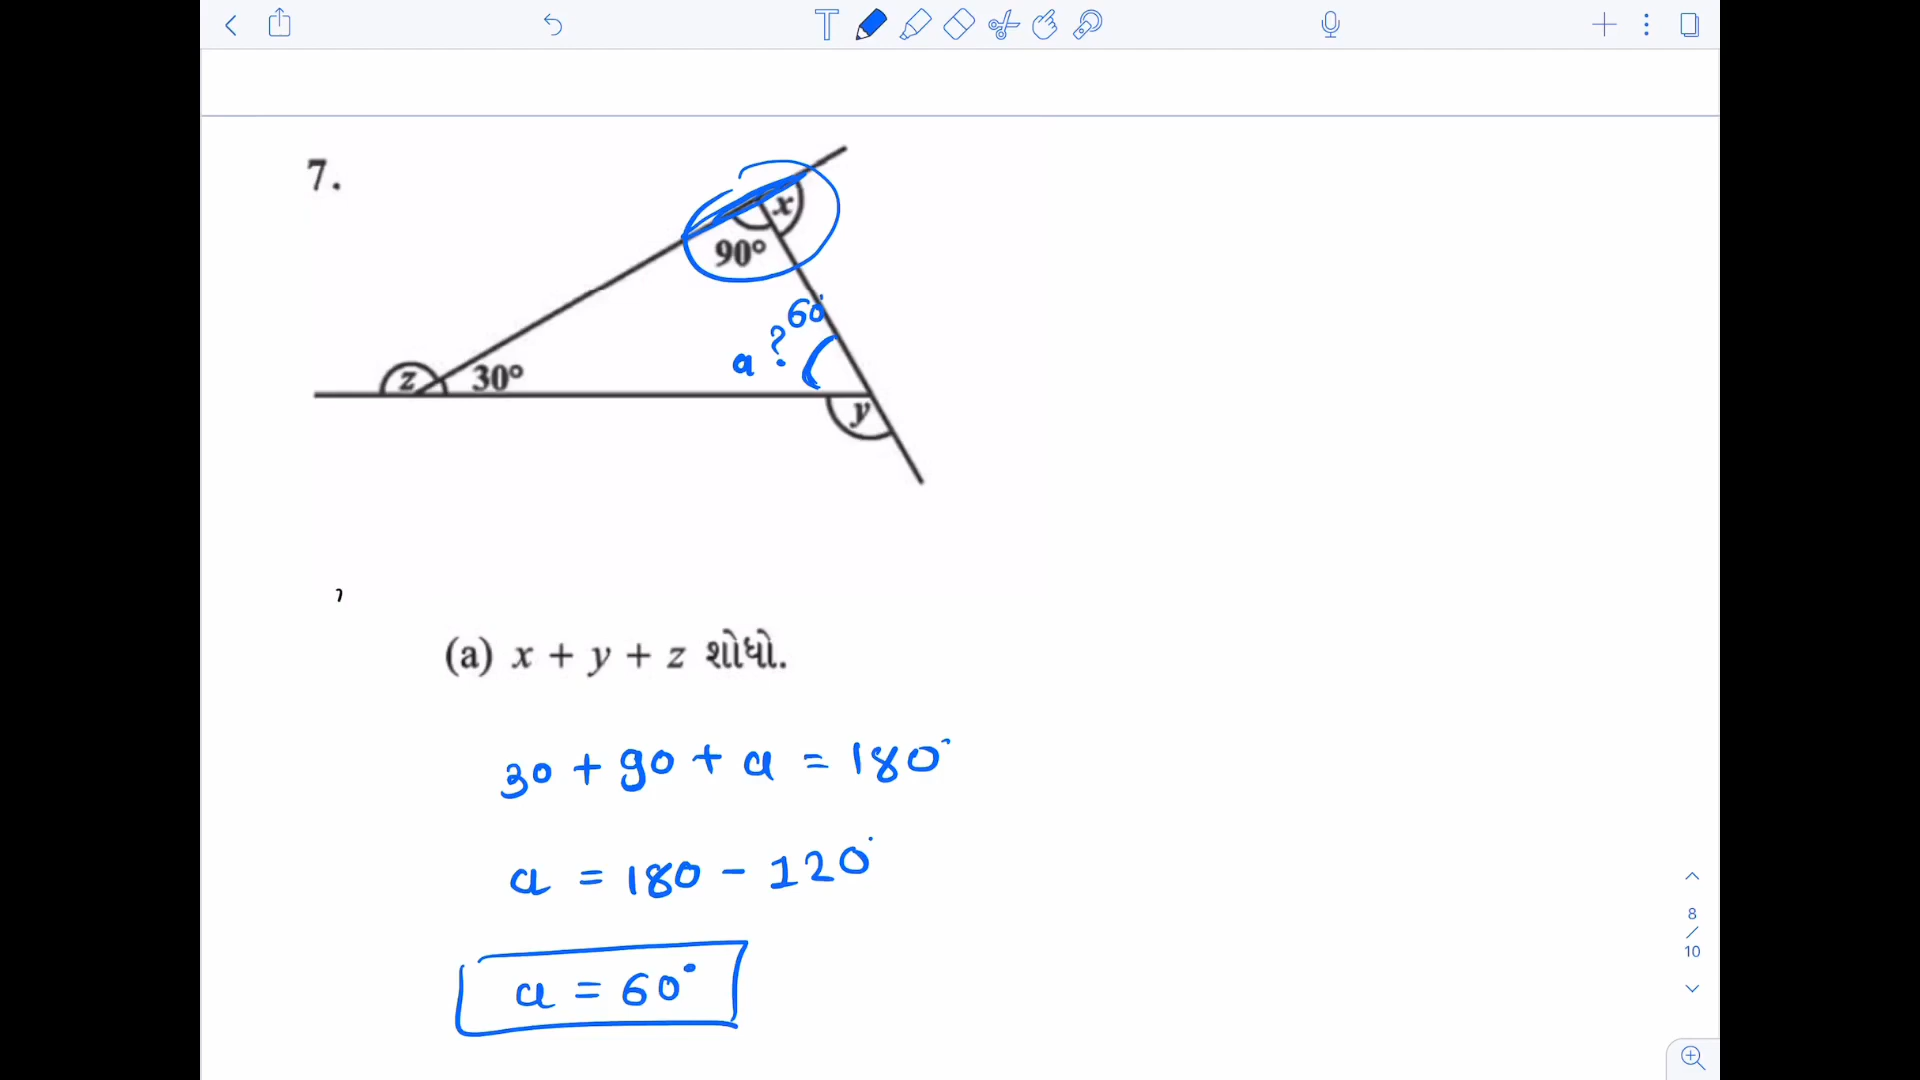 7.
x
90°
60°
a ?
z
30°
y
(a) x + y + z શોધો.
30 + 90 + a = 180°
a = 180 - 120°
a = 60°
8
/
10